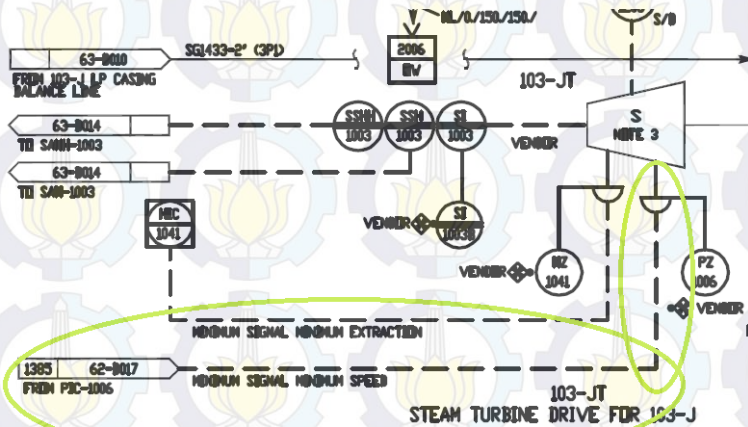 NL/0./150./150./
S/D
63-D010
SG1433-2" (3P1)
2006
EW
103-JT
FROM 103-J LP CASING
BALANCE LINE
63-D014
TO SAHH-1003
SSHH
1003
SSH
1003
SI
1003
VENDOR
S
NOTE 3
63-D014
TO SAH-1003
HIC
1041
VENDOR
SI
1003B
VENDOR
HZ
1041
PZ
1006
VENDOR
MINIMUM SIGNAL MINIMUM EXTRACTION
1385
62-D017
FROM PIC-1006
MINIMUM SIGNAL MINIMUM SPEED
103-JT
STEAM TURBINE DRIVE FOR 103-J